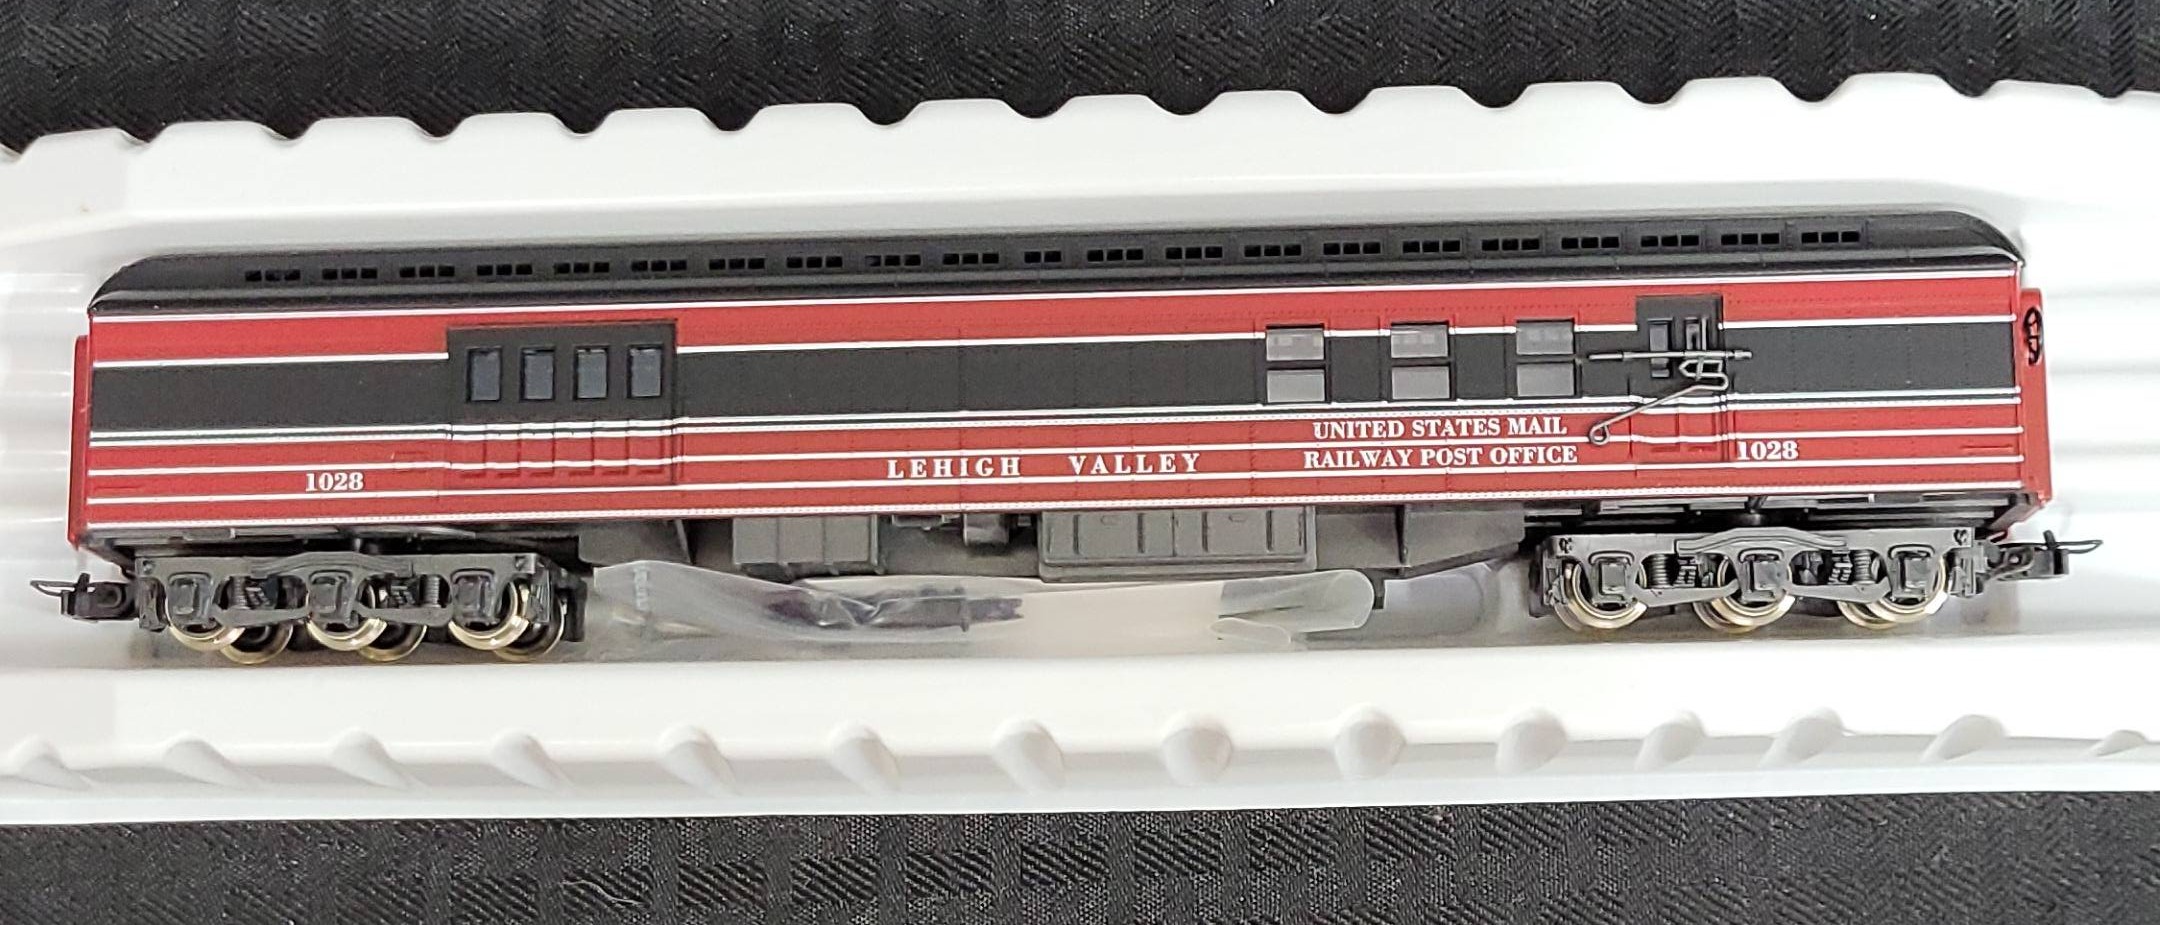 UNITED STATES MAIL
1028 LEHIGH VALLEY RAILWAY POST OFFICE 1028